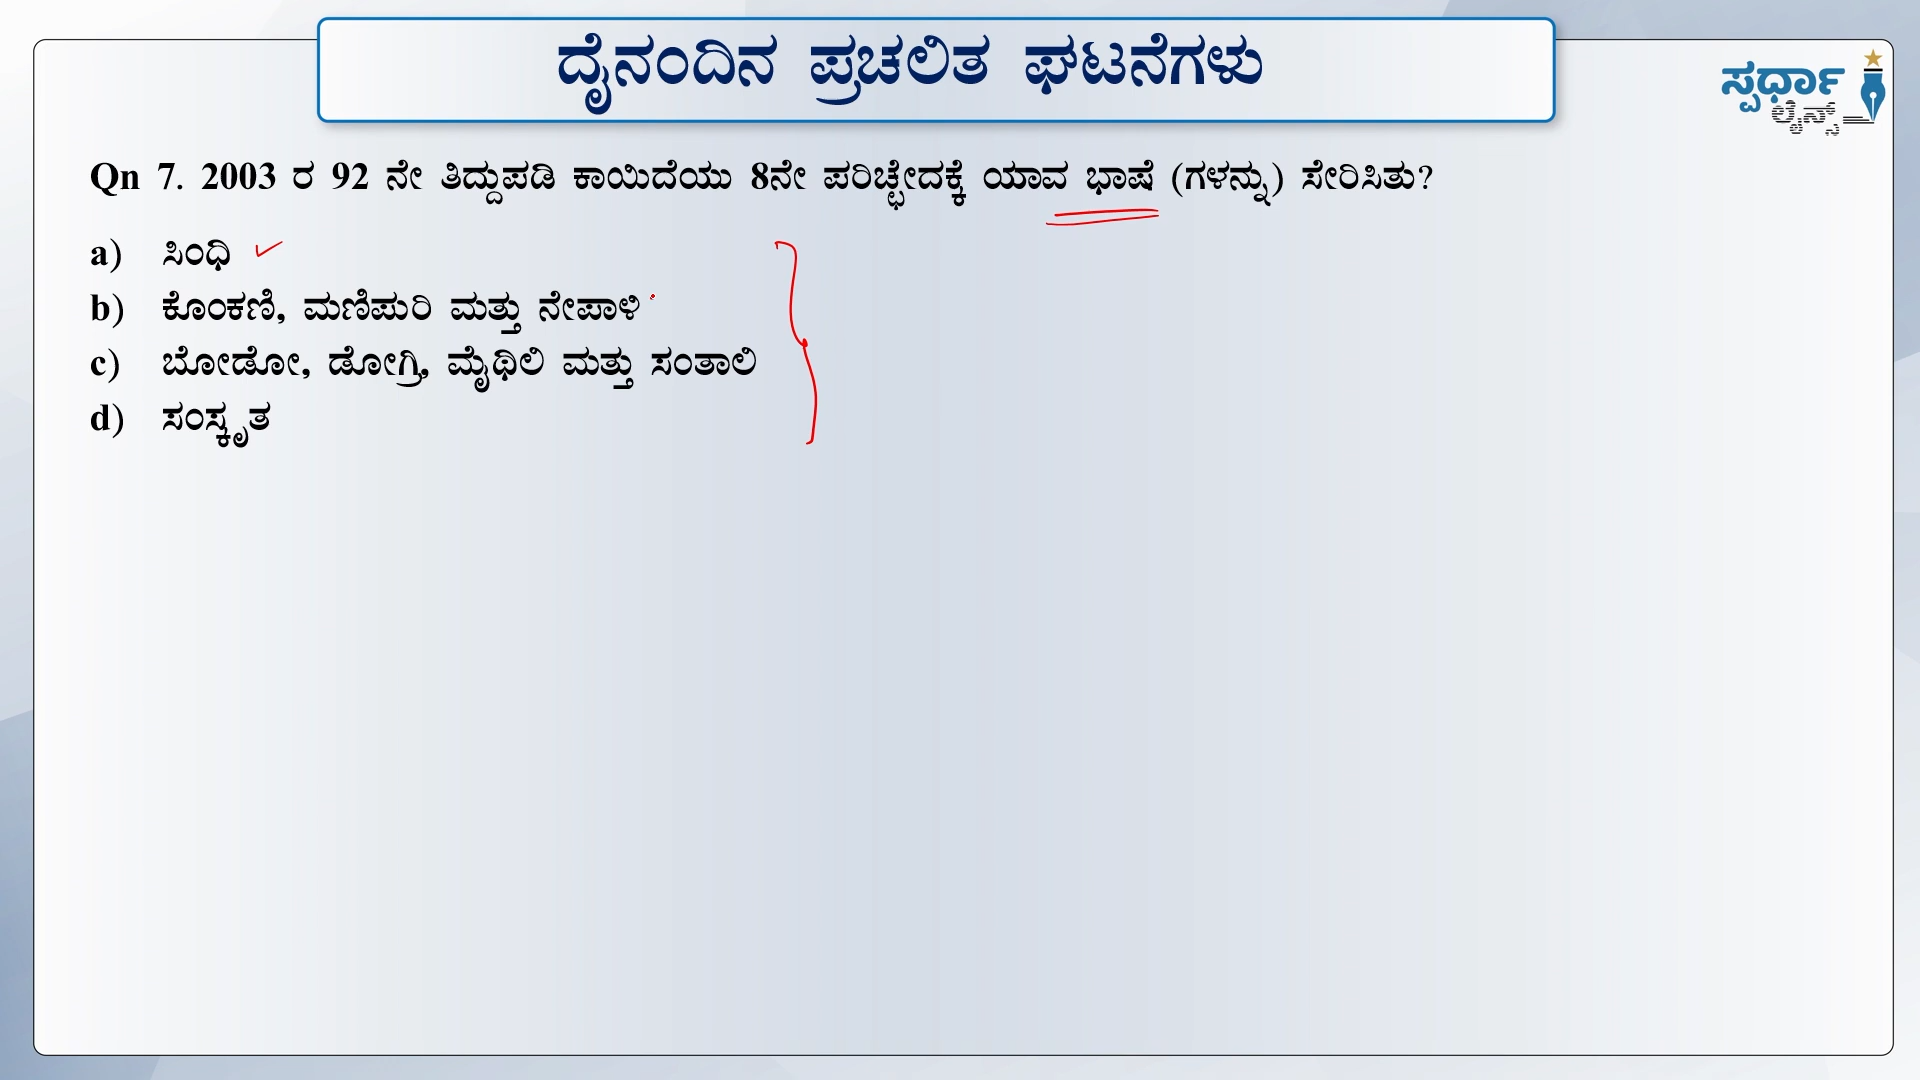 ದೈನಂದಿನ ಪ್ರಚಲಿತ ಘಟನೆಗಳು
ಸ್ಪರ್ಧಾ
ಲೈನ್ಸ್
Qn 7. 2003 ರ 92 ನೇ ತಿದ್ದುಪಡಿ ಕಾಯಿದೆಯು 8ನೇ ಪರಿಚ್ಛೇದಕ್ಕೆ ಯಾವ ಭಾಷೆ (ಗಳನ್ನು) ಸೇರಿಸಿತು?
a) ಸಿಂಧಿ
b) ಕೊಂಕಣಿ, ಮಣಿಪುರಿ ಮತ್ತು ನೇಪಾಳಿ
c) ಬೋಡೋ, ಡೋಗ್ರಿ, ಮೈಥಿಲಿ ಮತ್ತು ಸಂತಾಲಿ
d) ಸಂಸ್ಕೃತ